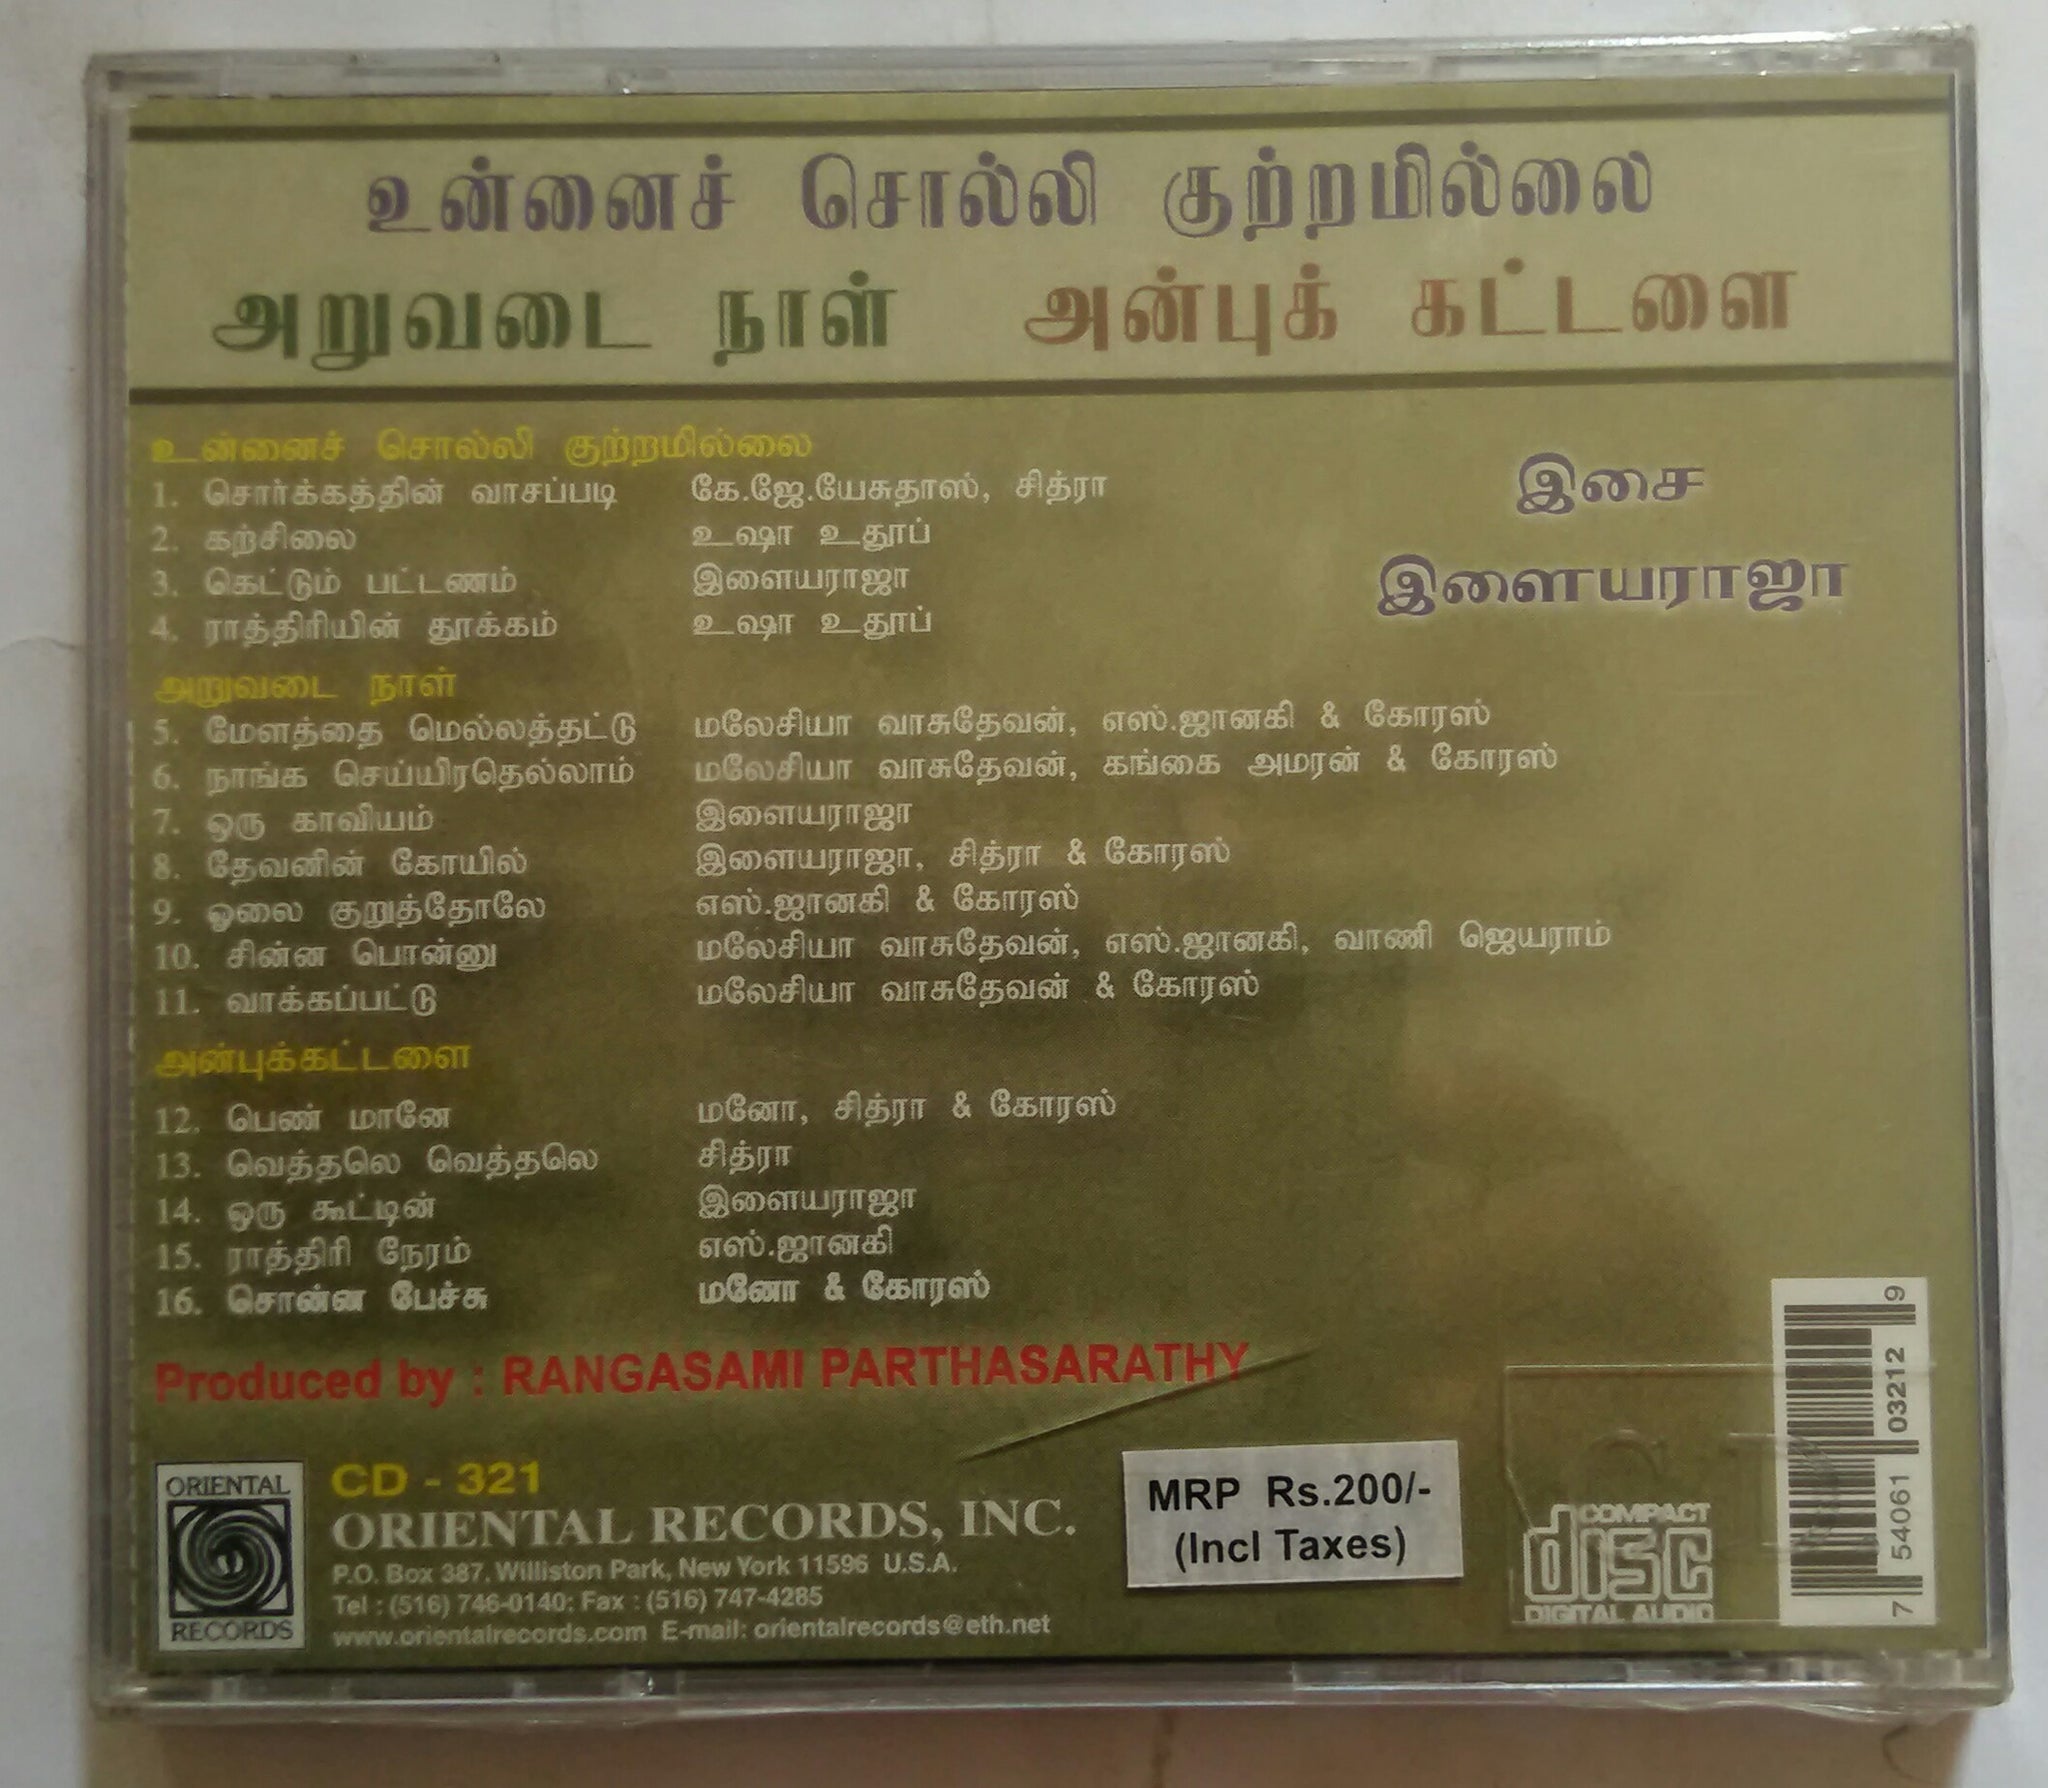 உன்னைச் சொல்லி குற்றமில்லை
அறுவடை நாள் அன்புக் கட்டளை
இசை
இளையராஜா
உன்னைச் சொல்லி குற்றமில்லை
1. சொர்க்கத்தின் வாசப்படி கே.ஜே.யேசுதாஸ், சித்ரா
2. கற்சிலை உஷா உதூப்
3. கெட்டும் பட்டணம் இளையராஜா
4. ராத்திரியின் தூக்கம் உஷா உதூப்
அறுவடை நாள்
5. மேளத்தை மெல்லத்தட்டு மலேசியா வாசுதேவன், எஸ்.ஜானகி & கோரஸ்
6. நாங்க செய்யிரதெல்லாம் மலேசியா வாசுதேவன், கங்கை அமரன் & கோரஸ்
7. ஒரு காவியம் இளையராஜா
8. தேவனின் கோயில் இளையராஜா, சித்ரா & கோரஸ்
9. ஓலை குறுத்தோலே எஸ்.ஜானகி & கோரஸ்
10. சின்ன பொன்னு மலேசியா வாசுதேவன், எஸ்.ஜானகி, வாணி ஜெயராம்
11. வாக்கப்பட்டு மலேசியா வாசுதேவன் & கோரஸ்
அன்புக்கட்டளை
12. பெண் மானே மனோ, சித்ரா & கோரஸ்
13. வெத்தலெ வெத்தலெ சித்ரா
14. ஒரு கூட்டின் இளையராஜா
15. ராத்திரி நேரம் எஸ்.ஜானகி
16. சொன்ன பேச்சு மனோ & கோரஸ்
Produced by : RANGASAMI PARTHASARATHY
ORIENTAL
RECORDS
CD - 321
ORIENTAL RECORDS, INC.
P.O. Box 387, Williston Park, New York 11596 U.S.A.
Tel : (516) 746-0140: Fax : (516) 747-4285
www.orientalrecords.com E-mail: orientalrecords@eth.net
MRP Rs.200/-
(Incl Taxes)
COMPACT
disc
DIGITAL AUDIO
7 54061 03212 9